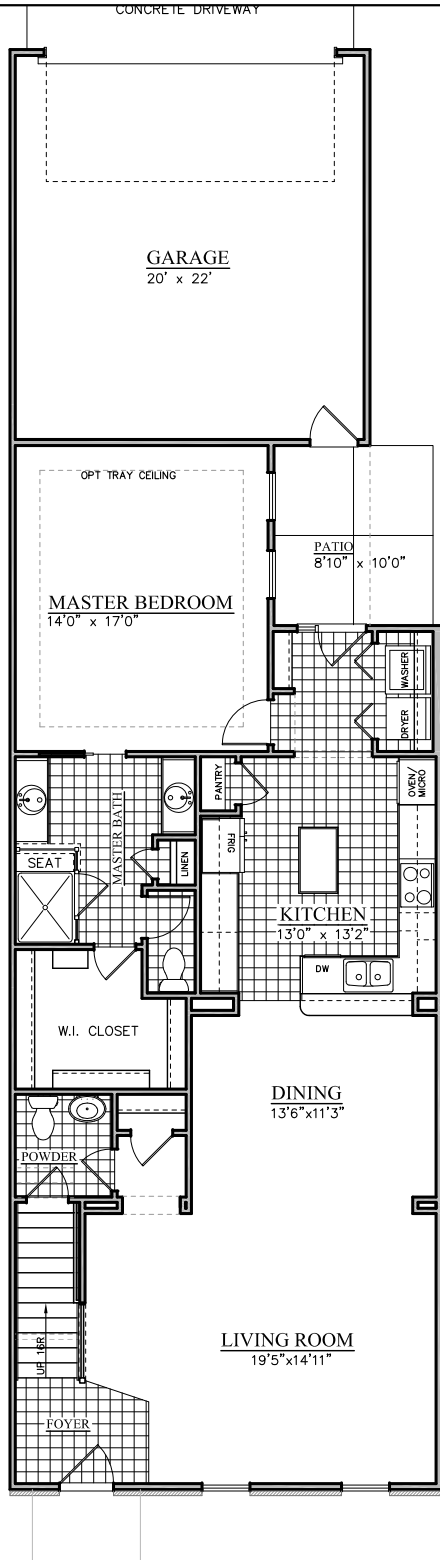 CONCRETE DRIVEWAY
GARAGE
20' x 22'
OPT TRAY CEILING
PATIO
8'10" x 10'0"
MASTER BEDROOM
14'0" x 17'0"
WASHER
DRYER
PANTRY
OVEN/
MICRO
MASTER BATH
SEAT
LINEN
FRIG
KITCHEN
13'0" x 13'2"
DW
W.I. CLOSET
DINING
13'6"x11'3"
POWDER
LIVING ROOM
19'5"x14'11"
UP 16R
FOYER